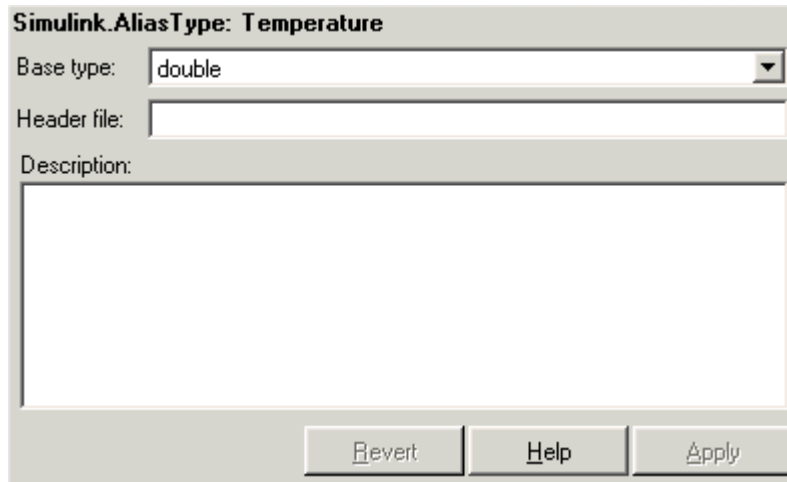 Simulink.AliasType: Temperature
Base type: double
Header file:
Description:
Revert Help Apply